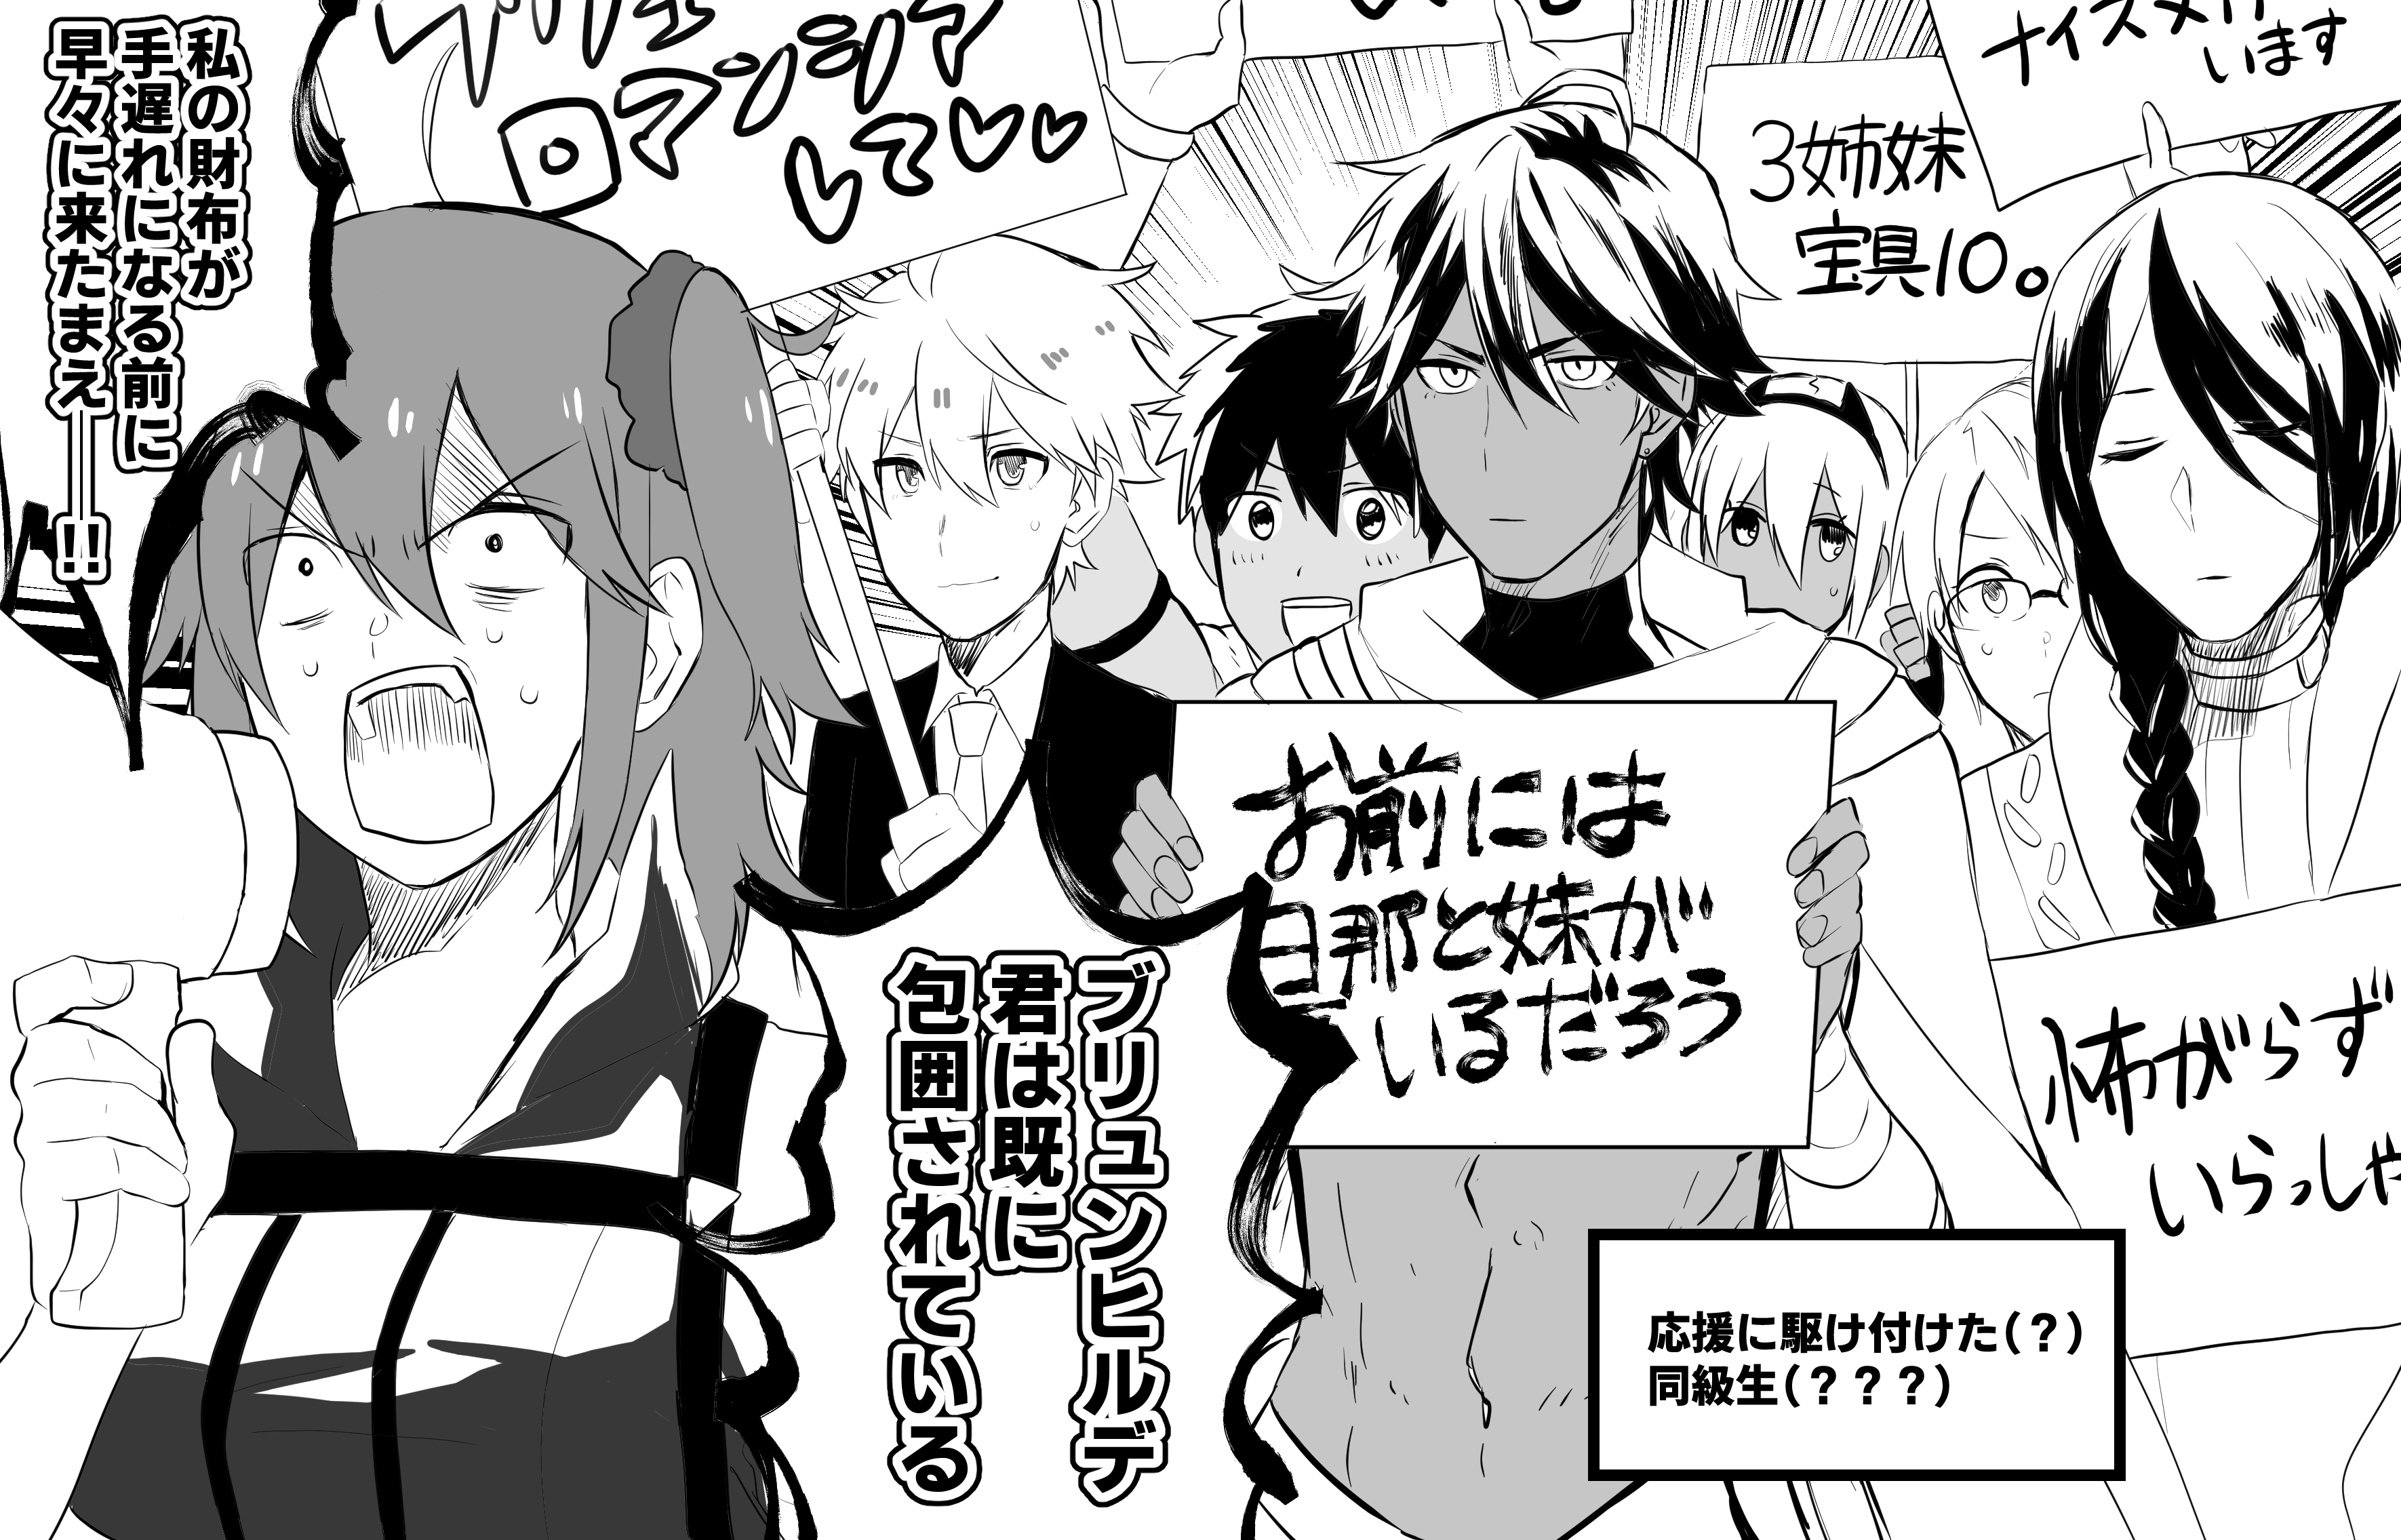 ロマンシア
して♡♡
ナイスメイ
います
3姉妹
宝具10。
私の財布が
手遅れになる前に
早々に来たまえ――!!
お前には
旦那と妹が
いるだろう
ブリュンヒルデ
君は既に
包囲されている
怖がらず
いらっしゃ
応援に駆け付けた(?)
同級生(???)